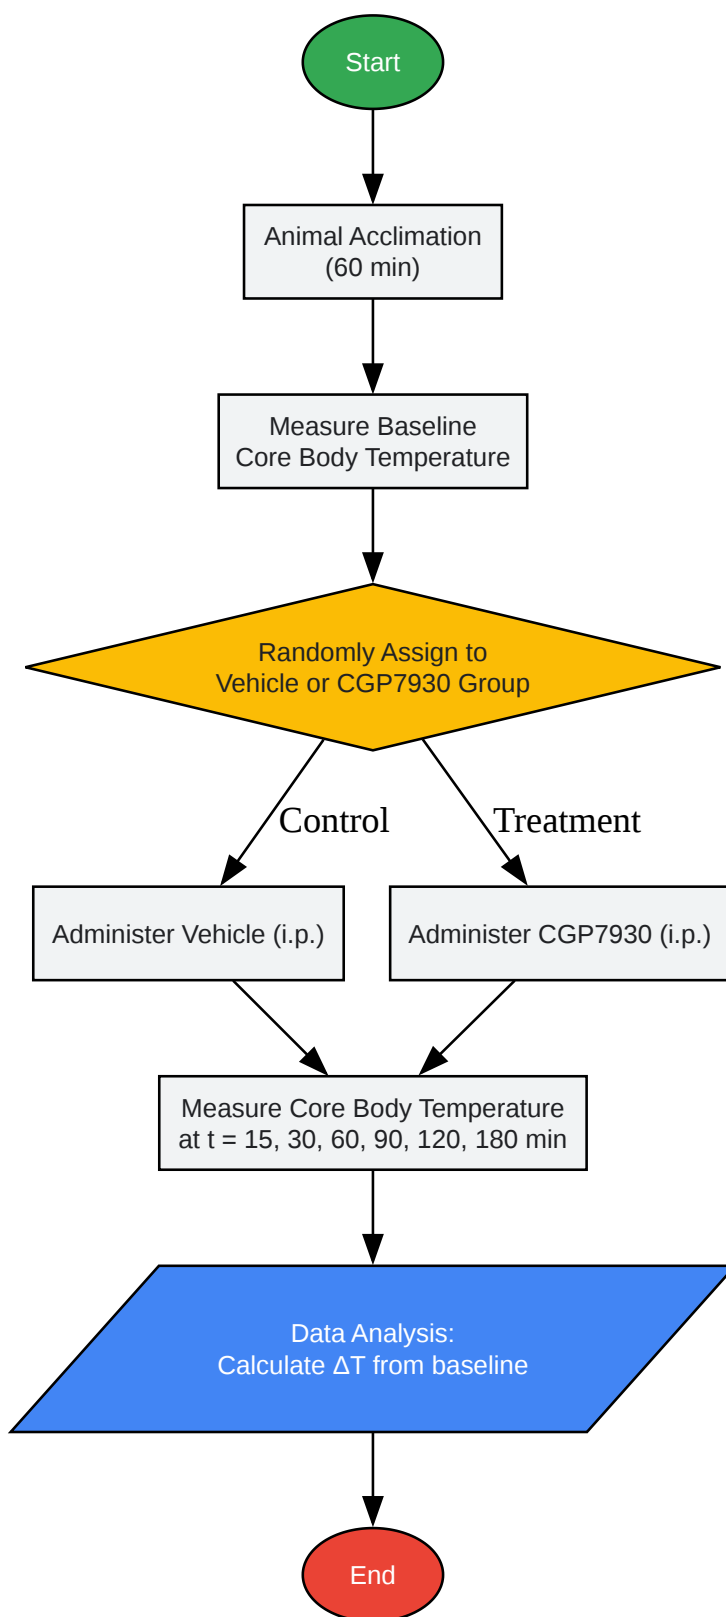 Start
Animal Acclimation
(60 min)
Measure Baseline
Core Body Temperature
Randomly Assign to
Vehicle or CGP7930 Group
Control
Treatment
Administer Vehicle (i.p.)
Administer CGP7930 (i.p.)
Measure Core Body Temperature
at t = 15, 30, 60, 90, 120, 180 min
Data Analysis:
Calculate ΔT from baseline
End